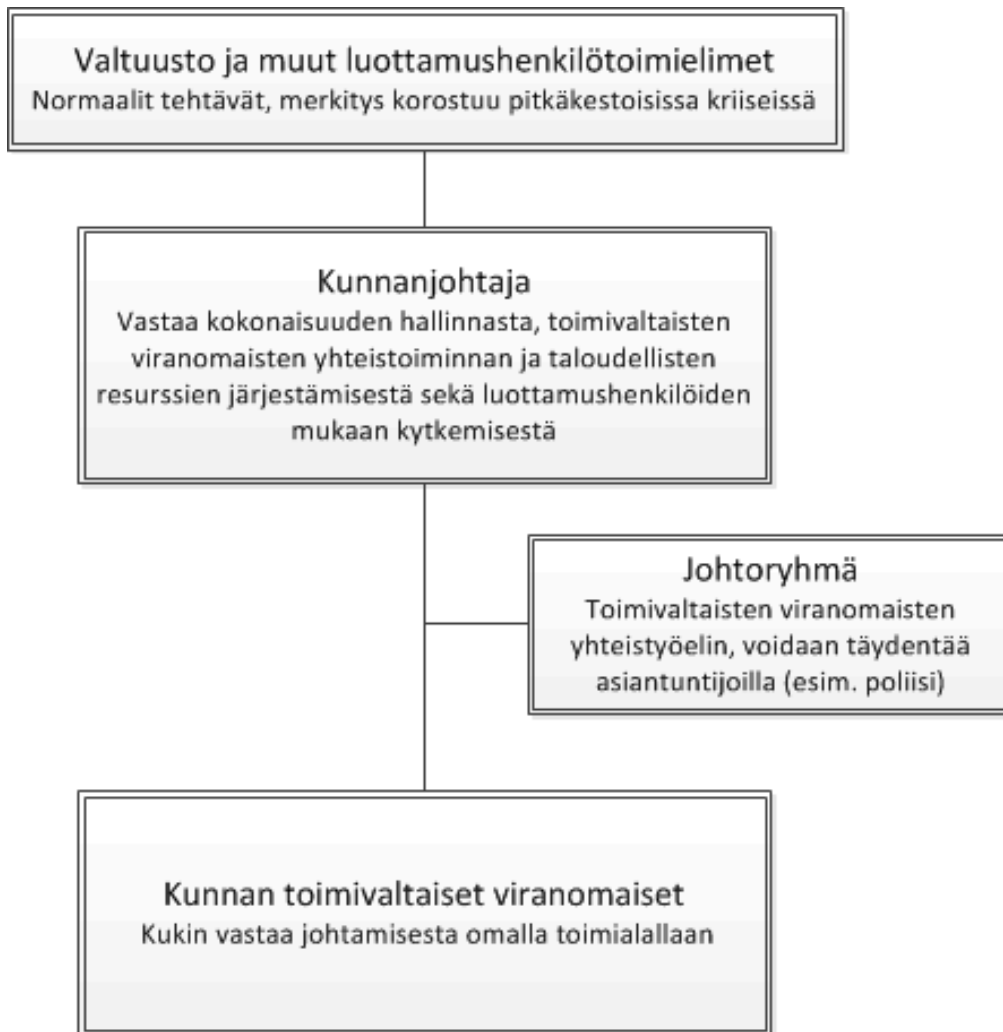 Valtuusto ja muut luottamushenkilötoimielimet
Normaalit tehtävät, merkitys korostuu pitkäkestoisissa kriiseissä
Kunnanjohtaja
Vastaa kokonaisuuden hallinnasta, toimivaltaisten
viranomaisten yhteistoiminnan ja taloudellisten
resurssien järjestämisestä sekä luottamushenkilöiden
mukaan kytkemisestä
Johtoryhmä
Toimivaltaisten viranomaisten
yhteistyöelin, voidaan täydentää
asiantuntijoilla (esim. poliisi)
Kunnan toimivaltaiset viranomaiset
Kukin vastaa johtamisesta omalla toimialallaan